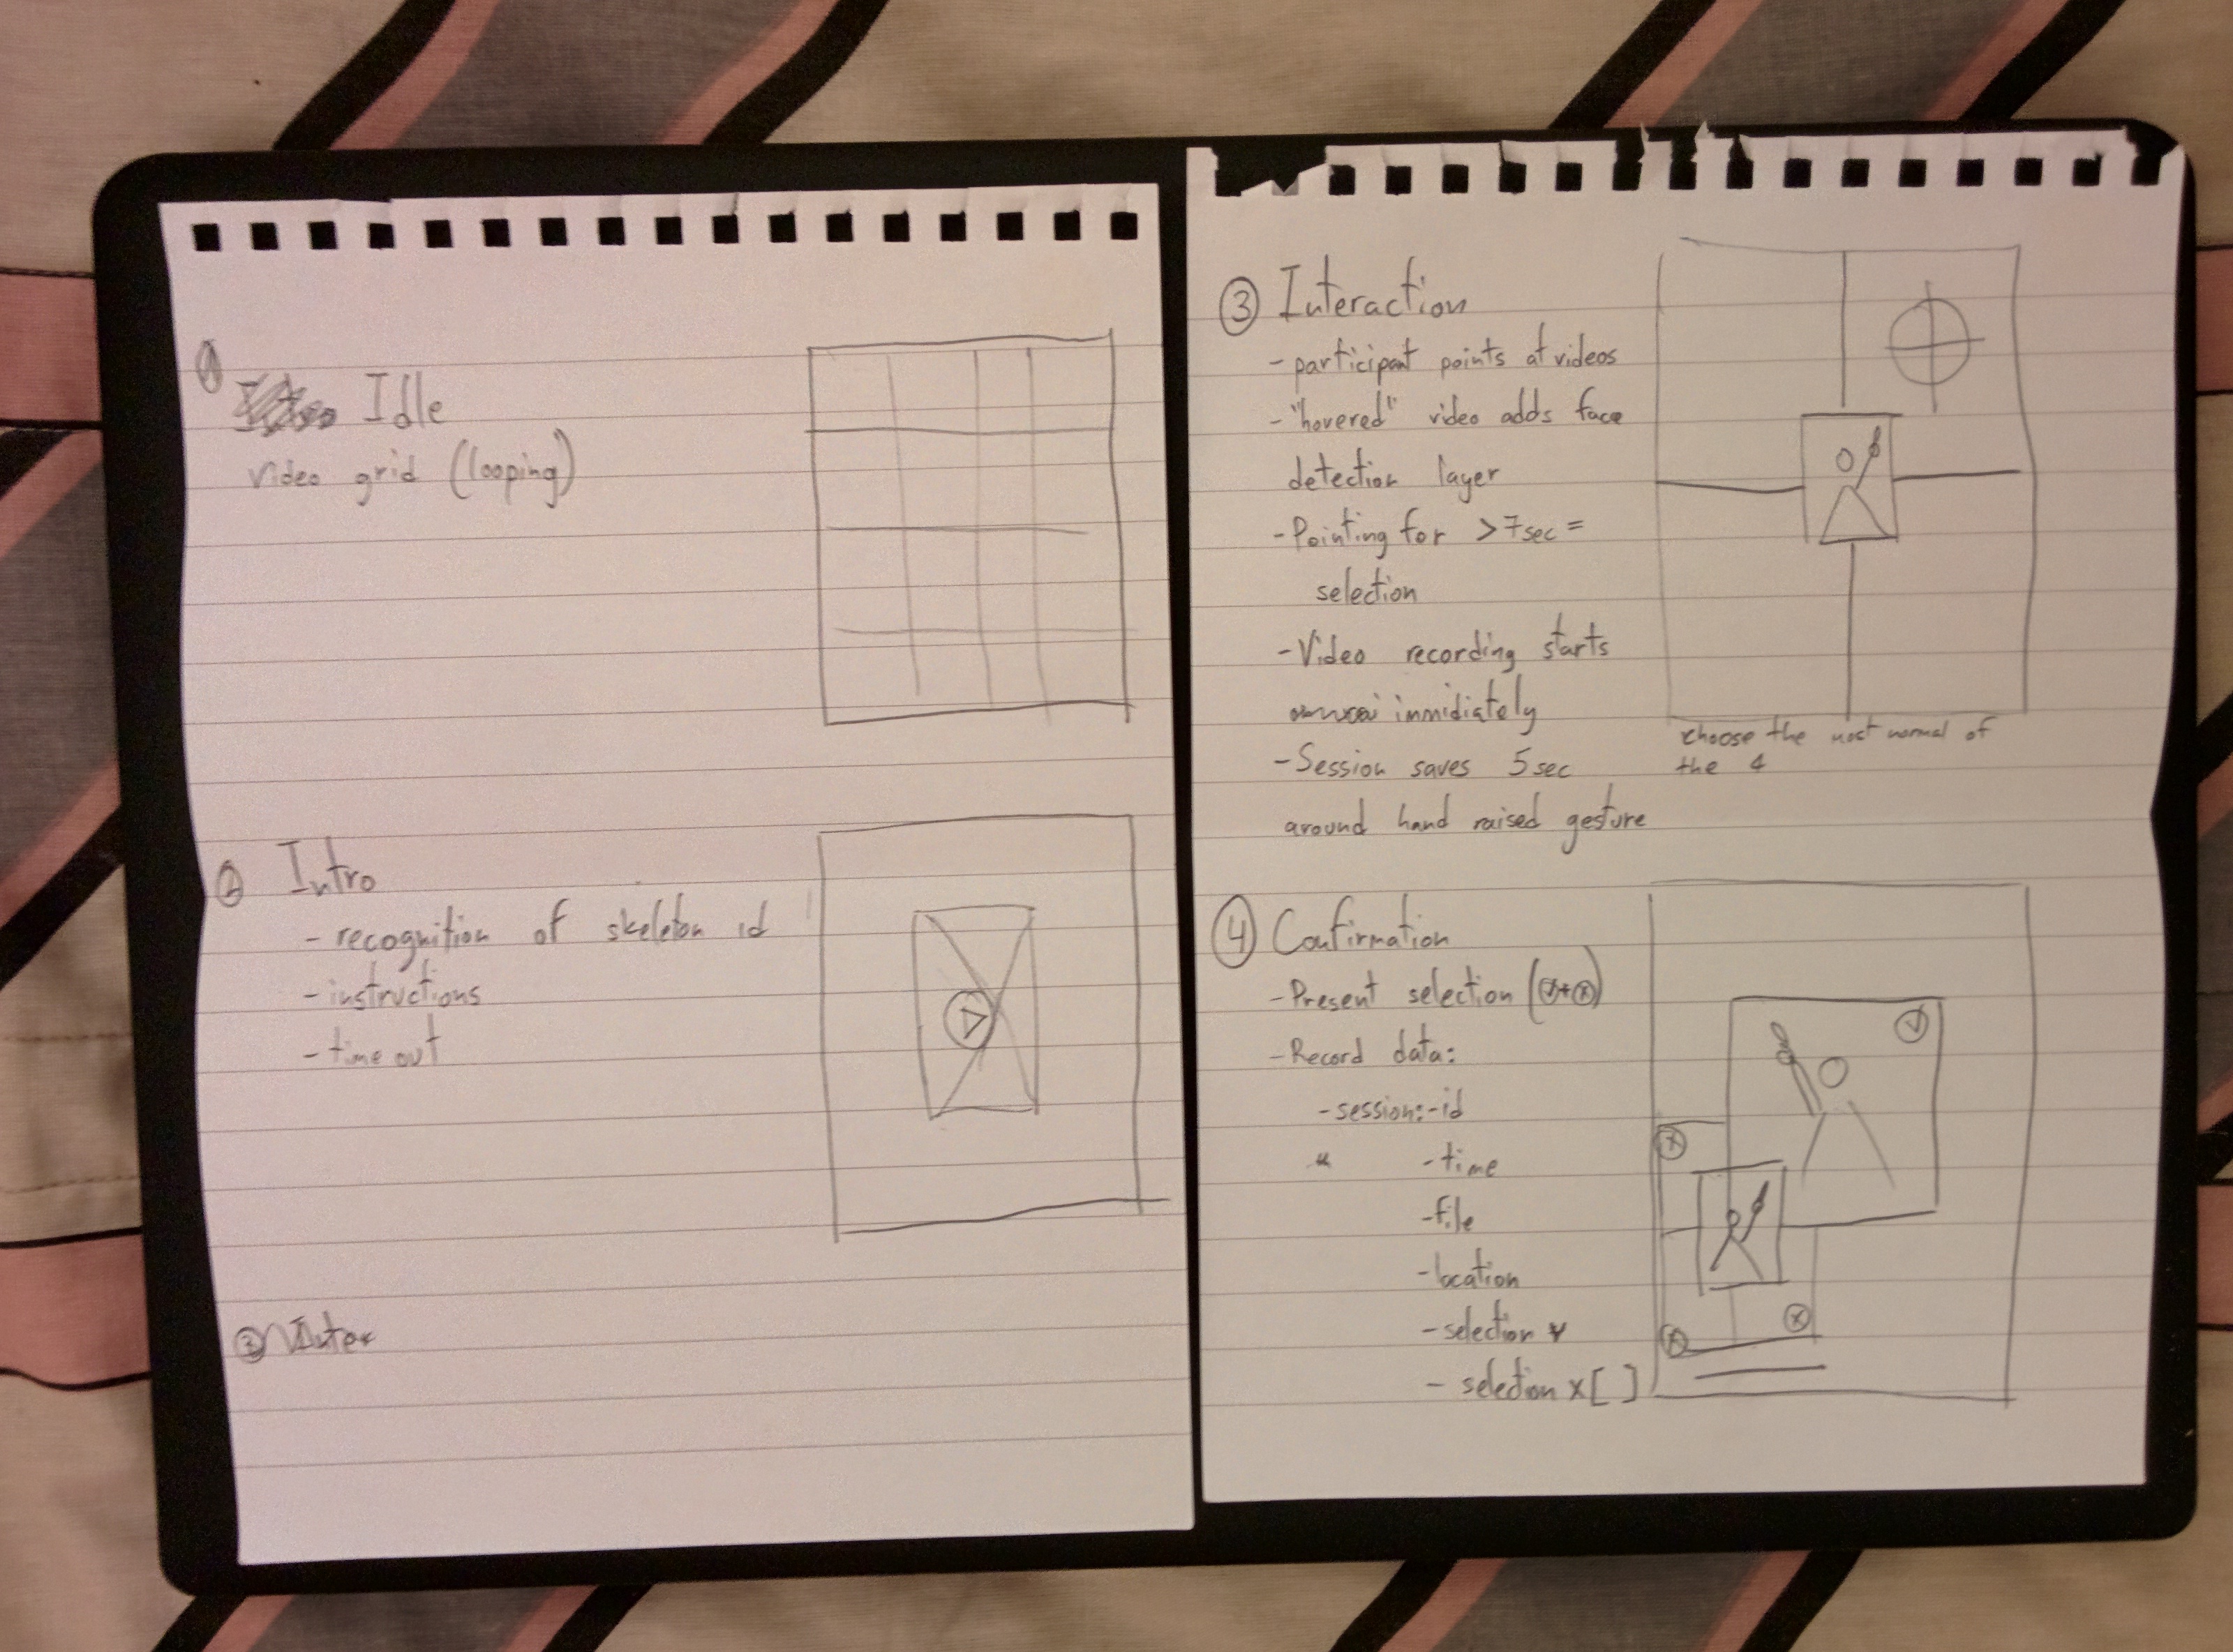 ① Idle
Video grid (looping)
② Intro
- recognition of skeleton id
- instructions
- time out
③ Inter
③ Interaction
- participant points at videos
- "hovered" video adds face
detection layer
- Pointing for >7sec =
selection
- Video recording starts
immidiately
- Session saves 5sec
around hand raised gesture
choose the most normal of
the 4
④ Confirmation
- Present selection (ⓥ+ⓧ)
- Record data:
- session: - id
- time
- file
- location
- selection v
- selection x [ ]